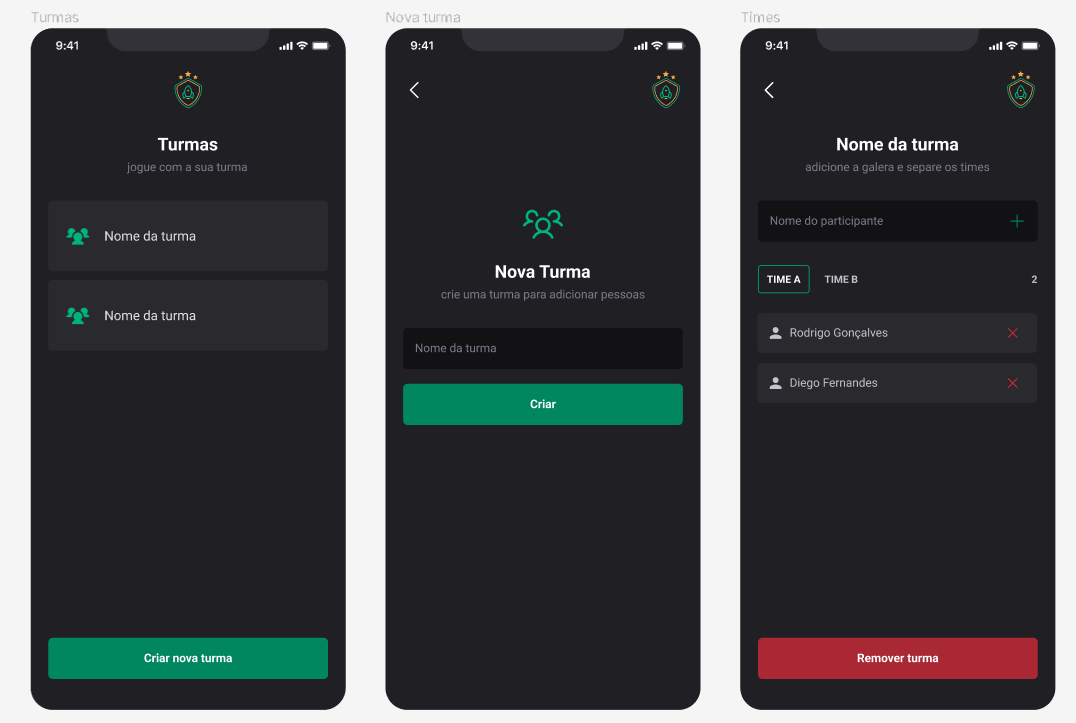 Turmas
9:41
Turmas
jogue com a sua turma
Nome da turma
Nome da turma
Criar nova turma
Nova turma
9:41
Nova Turma
crie uma turma para adicionar pessoas
Nome da turma
Criar
Times
9:41
Nome da turma
adicione a galera e separe os times
Nome do participante
TIME A TIME B 2
Rodrigo Gonçalves
Diego Fernandes
Remover turma